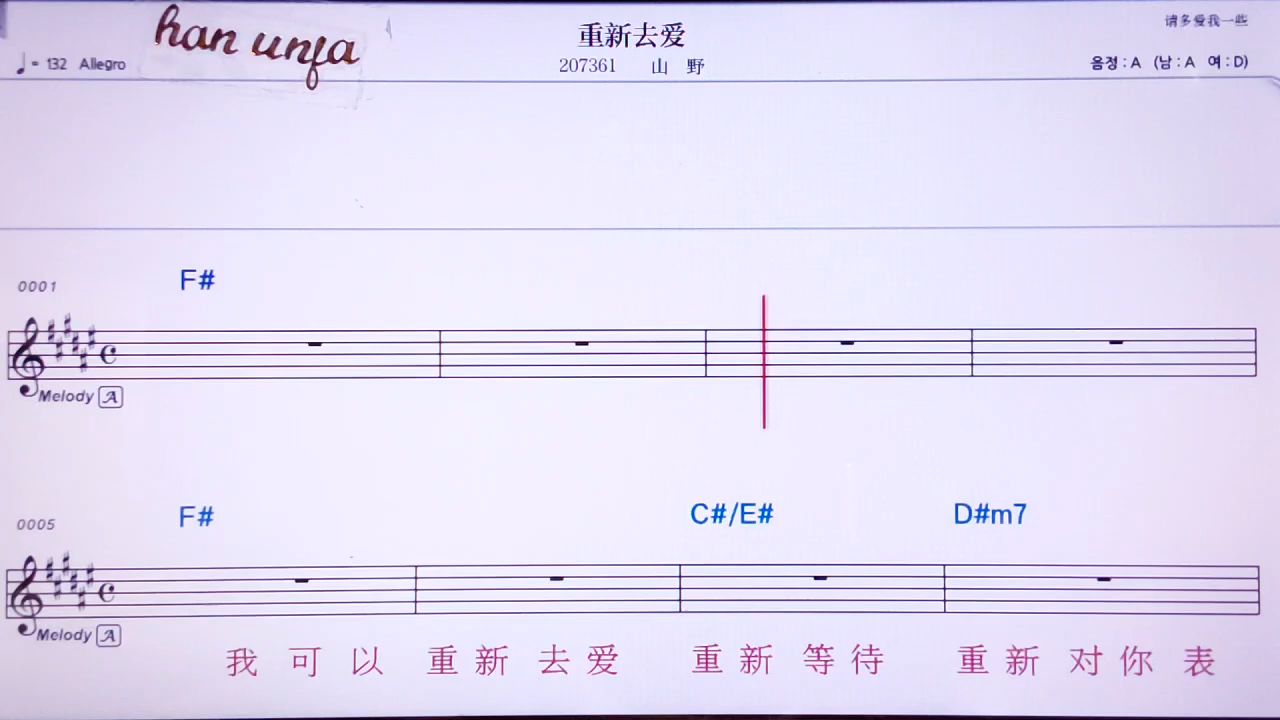 han unfa
重新去爱
请多爱我一些
♩= 132 Allegro
207361 山 野
음정 : A (남 : A 여 : D)
0001
F#
Melody A
0005
F# C#/E# D#m7
Melody A
我 可 以 重 新 去 爱 重 新 等 待 重 新 对 你 表